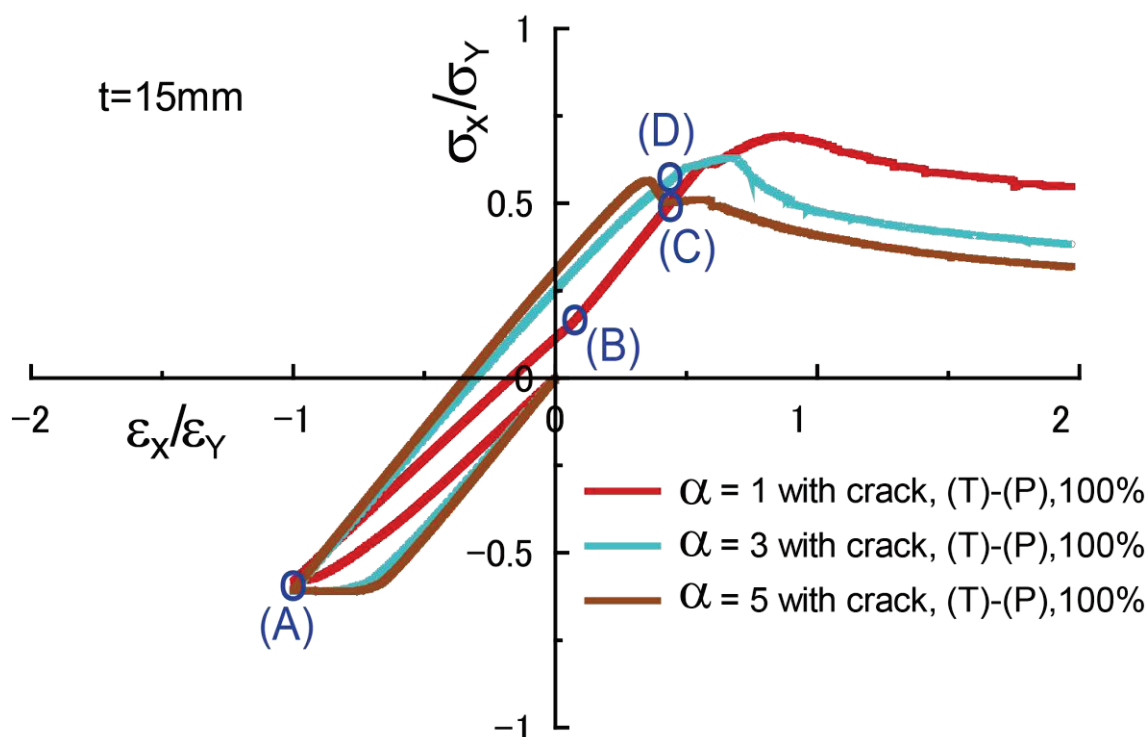 1
σX/σY
t=15mm
(D)
0.5
(C)
(B)
0
-2
-1
0
1
2
εX/εY
α = 1 with crack, (T)-(P),100%
-0.5
α = 3 with crack, (T)-(P),100%
α = 5 with crack, (T)-(P),100%
(A)
-1